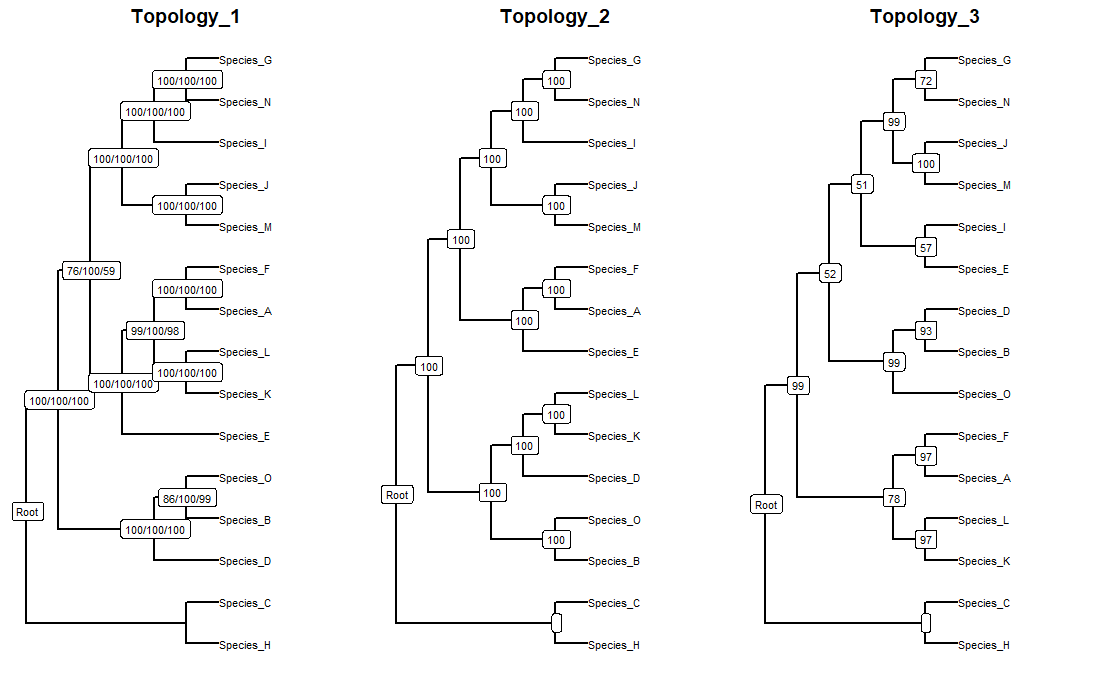 Topology_1
Species_G
100/100/100
Species_N
100/100/100
Species_I
100/100/100
Species_J
100/100/100
Species_M
76/100/59
Species_F
100/100/100
Species_A
99/100/98
Species_L
100/100/100
100/100/100
Species_K
100/100/100
Species_E
Species_O
86/100/99
Root
Species_B
100/100/100
Species_D
Species_C
Species_H
Topology_2
Species_G
100
Species_N
100
Species_I
100
Species_J
100
Species_M
100
Species_F
100
Species_A
100
Species_E
100
Species_L
100
Species_K
100
Species_D
100
Root
Species_O
100
Species_B
Species_C
Species_H
Topology_3
Species_G
72
Species_N
99
Species_J
100
Species_M
51
Species_I
57
Species_E
52
Species_D
93
Species_B
99
99
Species_O
Species_F
97
Species_A
78
Root
Species_L
97
Species_K
Species_C
Species_H